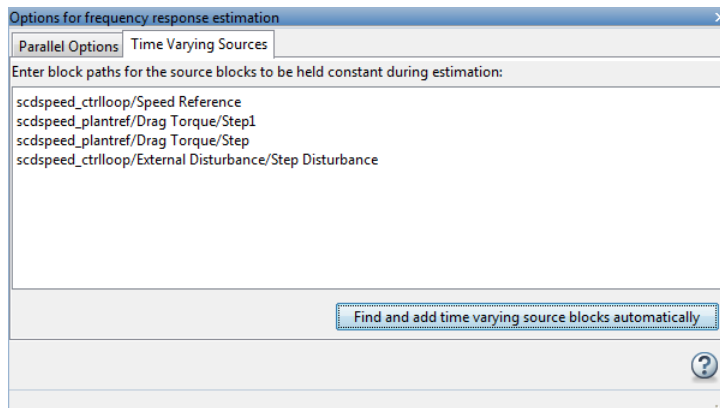 Options for frequency response estimation
Parallel Options Time Varying Sources
Enter block paths for the source blocks to be held constant during estimation:
scdspeed_ctrlloop/Speed Reference
scdspeed_plantref/Drag Torque/Step1
scdspeed_plantref/Drag Torque/Step
scdspeed_ctrlloop/External Disturbance/Step Disturbance
Find and add time varying source blocks automatically
?